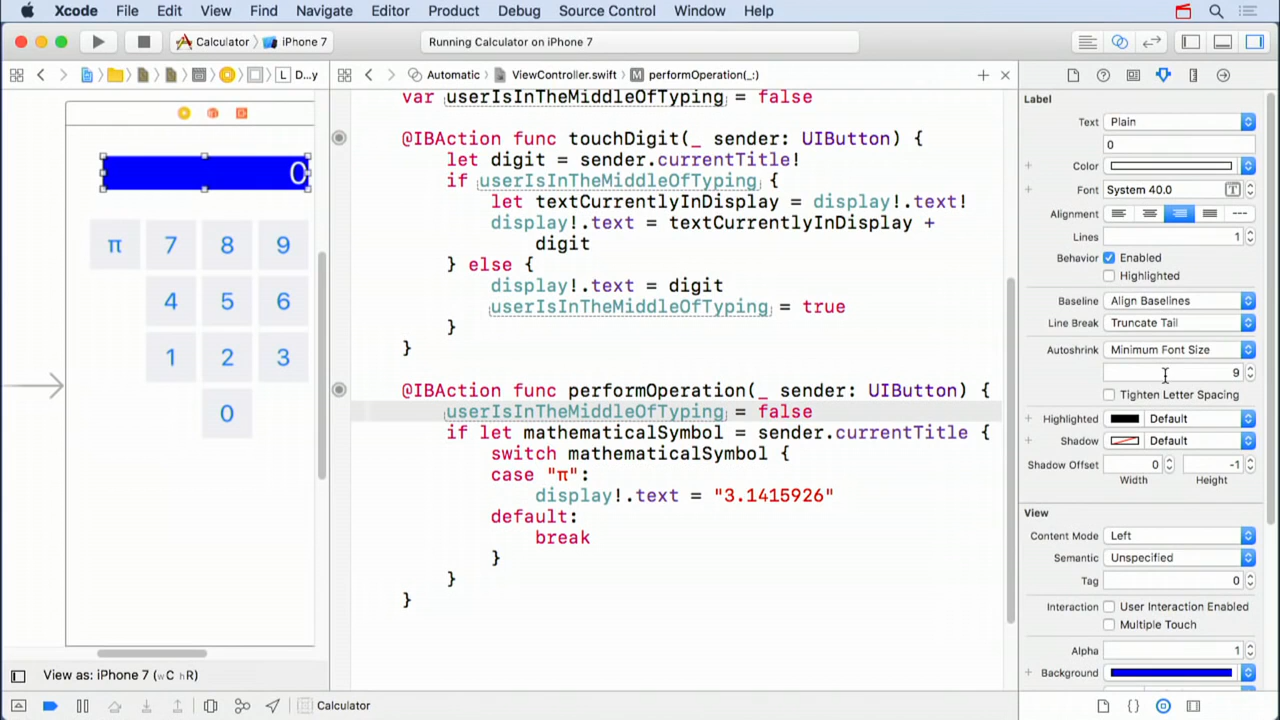 Xcode File Edit View Find Navigate Editor Product Debug Source Control Window Help
Calculator iPhone 7 Running Calculator on iPhone 7
L D...y Automatic ViewController.swift M performOperation(_:)
0
π 7 8 9
4 5 6
1 2 3
0
View as: iPhone 7 (wC hR)
var userIsInTheMiddleOfTyping = false
@IBAction func touchDigit(_ sender: UIButton) {
let digit = sender.currentTitle!
if userIsInTheMiddleOfTyping {
let textCurrentlyInDisplay = display!.text!
display!.text = textCurrentlyInDisplay +
digit
} else {
display!.text = digit
userIsInTheMiddleOfTyping = true
}
}
@IBAction func performOperation(_ sender: UIButton) {
userIsInTheMiddleOfTyping = false
if let mathematicalSymbol = sender.currentTitle {
switch mathematicalSymbol {
case "π":
display!.text = "3.1415926"
default:
break
}
}
}
Label
Text Plain
0
Color
Font System 40.0 T
Alignment
Lines 1
Behavior Enabled
Highlighted
Baseline Align Baselines
Line Break Truncate Tail
Autoshrink Minimum Font Size
9
Tighten Letter Spacing
Highlighted Default
Shadow Default
Shadow Offset 0 -1
Width Height
View
Content Mode Left
Semantic Unspecified
Tag 0
Interaction User Interaction Enabled
Multiple Touch
Alpha 1
Background
Calculator